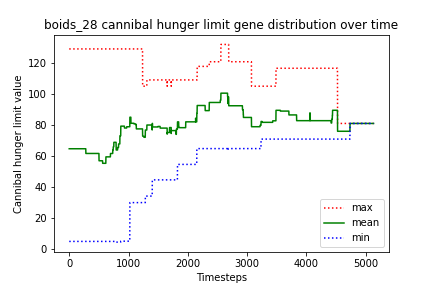 boids_28 cannibal hunger limit gene distribution over time
Cannibal hunger limit value
120
100
80
60
40
20
0
max
mean
min
0
1000
2000
3000
4000
5000
Timesteps